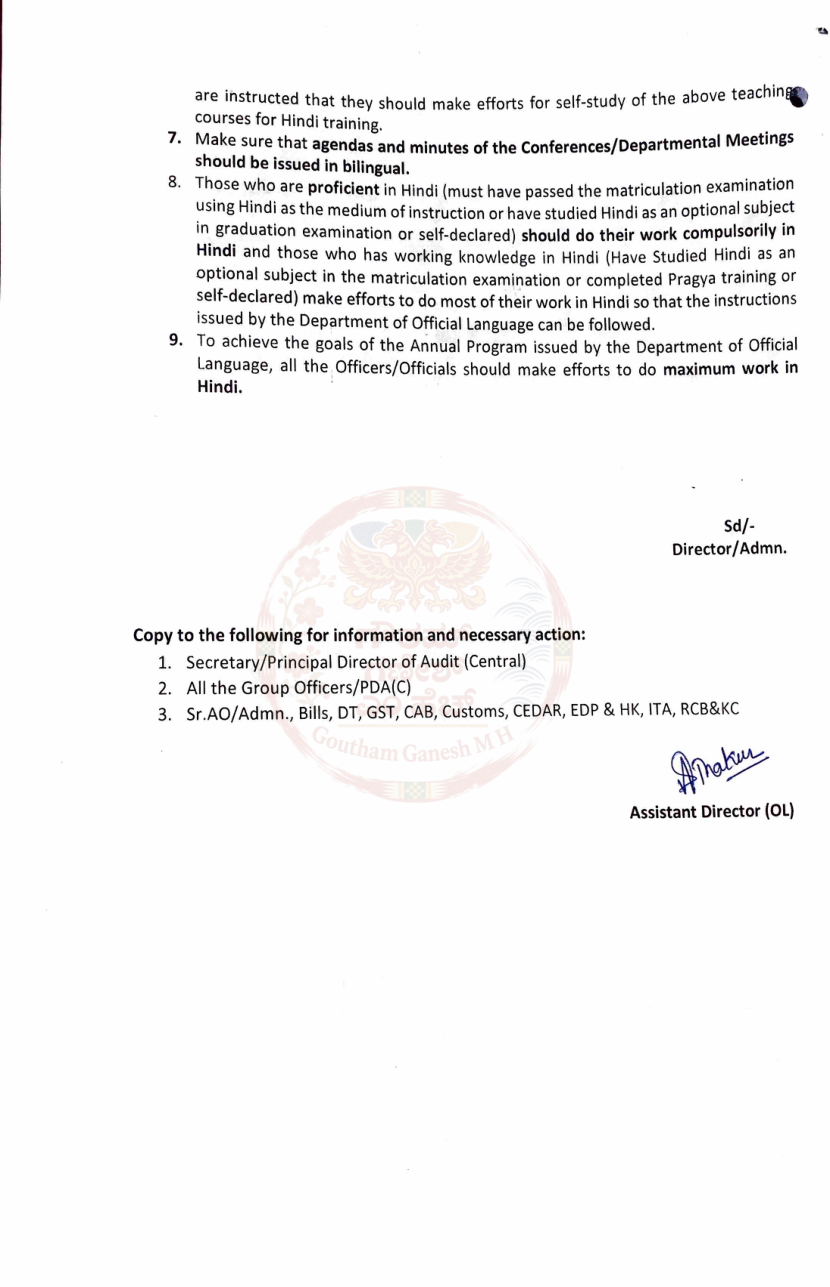 are instructed that they should make efforts for self-study of the above teaching
courses for Hindi training.
7. Make sure that agendas and minutes of the Conferences/Departmental Meetings
should be issued in bilingual.
8. Those who are proficient in Hindi (must have passed the matriculation examination
using Hindi as the medium of instruction or have studied Hindi as an optional subject
in graduation examination or self-declared) should do their work compulsorily in
Hindi and those who has working knowledge in Hindi (Have Studied Hindi as an
optional subject in the matriculation examination or completed Pragya training or
self-declared) make efforts to do most of their work in Hindi so that the instructions
issued by the Department of Official Language can be followed.
9. To achieve the goals of the Annual Program issued by the Department of Official
Language, all the Officers/Officials should make efforts to do maximum work in
Hindi.
Sd/-
Director/Admn.
Copy to the following for information and necessary action:
1. Secretary/Principal Director of Audit (Central)
2. All the Group Officers/PDA(C)
3. Sr.AO/Admn., Bills, DT, GST, CAB, Customs, CEDAR, EDP & HK, ITA, RCB&KC
Goutham Ganesh M H
Assistant Director (OL)